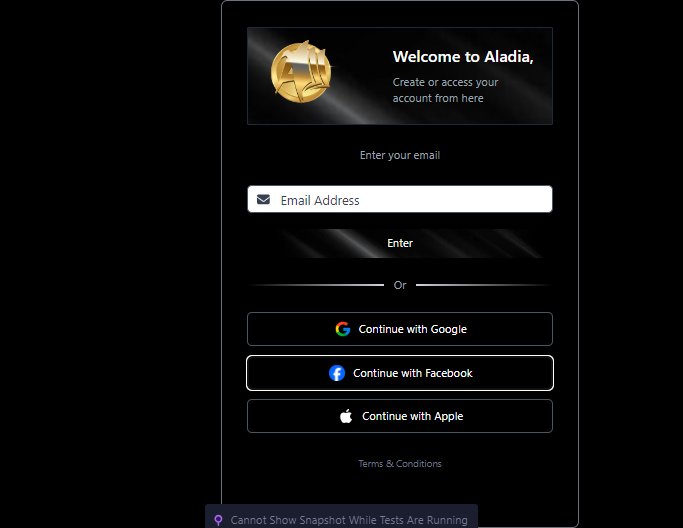 Welcome to Aladia,
Create or access your
account from here
Enter your email
Email Address
Enter
Or
Continue with Google
Continue with Facebook
Continue with Apple
Terms & Conditions
Cannot Show Snapshot While Tests Are Running